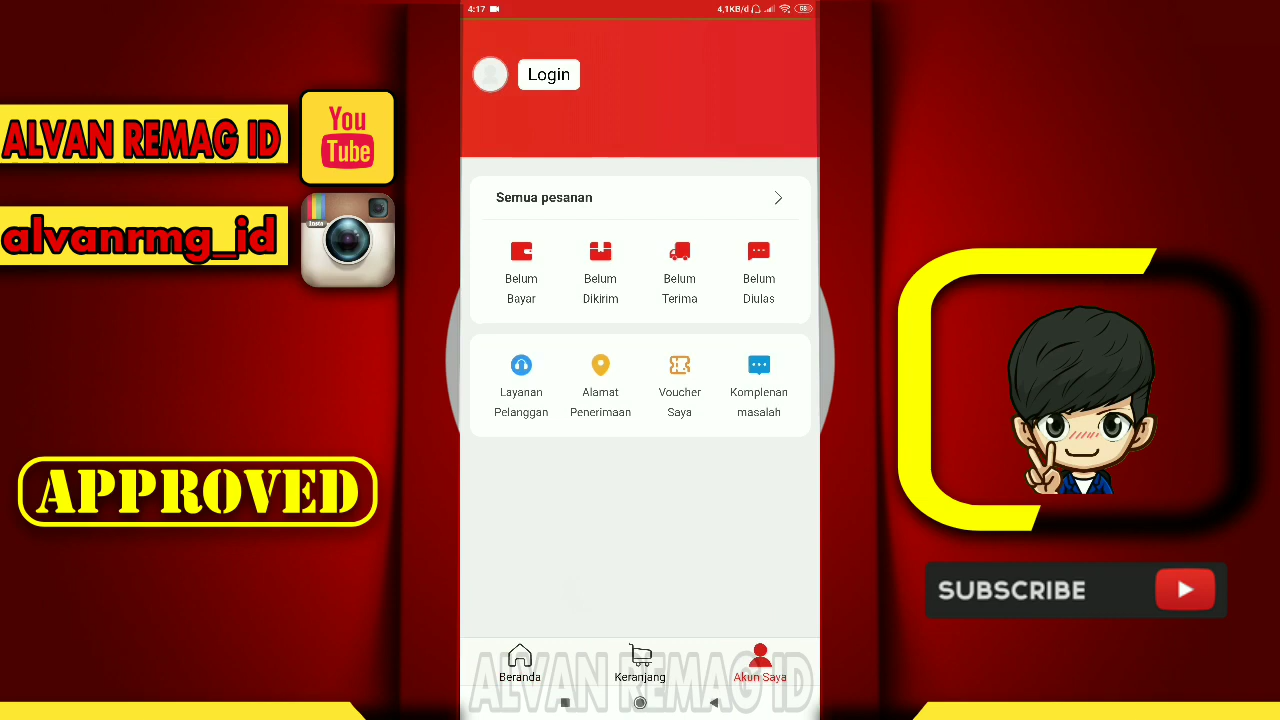 4:17
4,1KB/d
58
Login
ALVAN REMAG ID
You
Tube
Insta
alvanrmg_id
APPROVED
Semua pesanan
Belum Bayar
Belum Dikirim
Belum Terima
Belum Diulas
Layanan Pelanggan
Alamat Penerimaan
Voucher Saya
Komplenan masalah
SUBSCRIBE
Beranda
Keranjang
Akun Saya
ALVAN REMAG ID